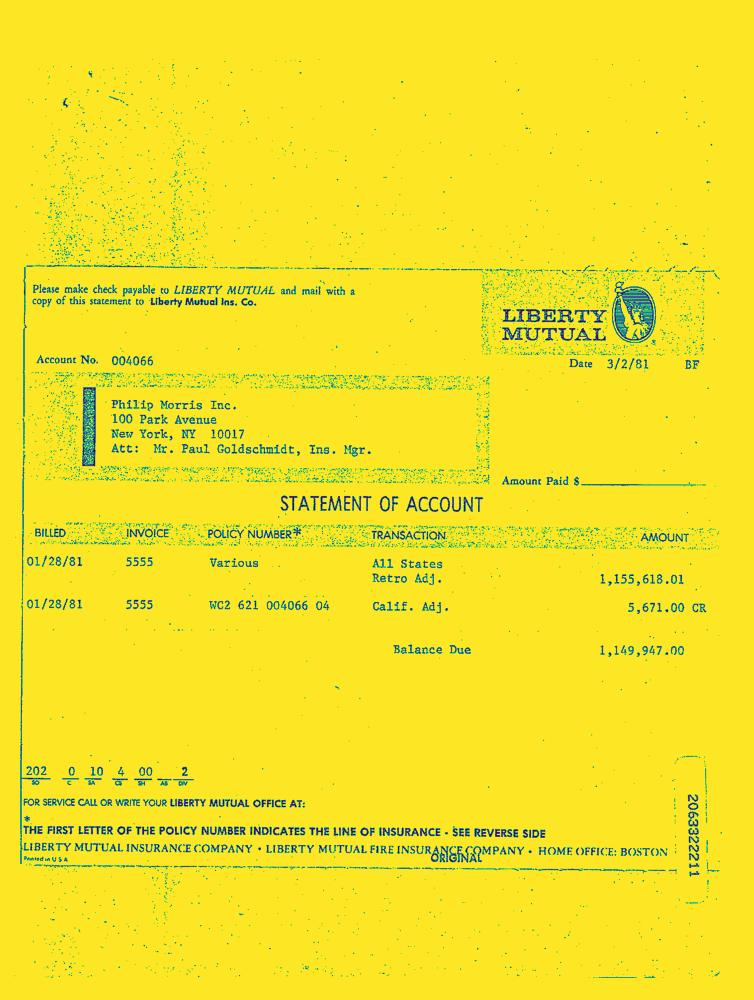 Please make check payable to LIBERTY MUTUAL and mail with a
copy of this statement to Liberty Mutual Ins. Co.
LIBERTY
MUTUAL
Account No. 004066
Date 3/2/81 BF
Philip Morris Inc.
100 Park Avenue
New York, NY 10017
Att: Mr. Paul Goldschmidt, Ins. Mgr.
Amount Paid $
STATEMENT OF ACCOUNT
BILLED INVOICE POLICY NUMBER* TRANSACTION AMOUNT
01/28/81 5555 Various All States
Retro Adj. 1,155,618.01
01/28/81 5555 WC2 621 004066 04 Calif. Adj. 5,671.00 CR
Balance Due 1,149,947.00
202 0 10 4 00 2
SO C SA CS SH AS DIV
FOR SERVICE CALL OR WRITE YOUR LIBERTY MUTUAL OFFICE AT:
*
THE FIRST LETTER OF THE POLICY NUMBER INDICATES THE LINE OF INSURANCE - SEE REVERSE SIDE
LIBERTY MUTUAL INSURANCE COMPANY • LIBERTY MUTUAL FIRE INSURANCE COMPANY • HOME OFFICE: BOSTON
Printed in U S A
ORIGINAL
2063322211